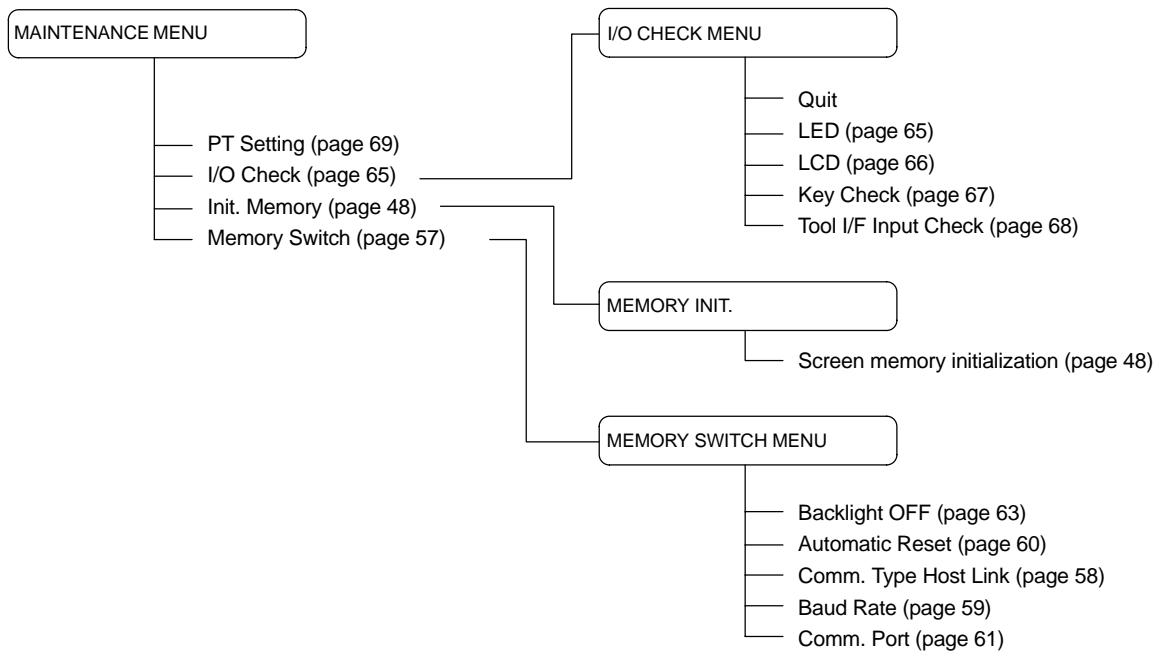 MAINTENANCE MENU
PT Setting (page 69)
I/O Check (page 65)
Init. Memory (page 48)
Memory Switch (page 57)
I/O CHECK MENU
Quit
LED (page 65)
LCD (page 66)
Key Check (page 67)
Tool I/F Input Check (page 68)
MEMORY INIT.
Screen memory initialization (page 48)
MEMORY SWITCH MENU
Backlight OFF (page 63)
Automatic Reset (page 60)
Comm. Type Host Link (page 58)
Baud Rate (page 59)
Comm. Port (page 61)